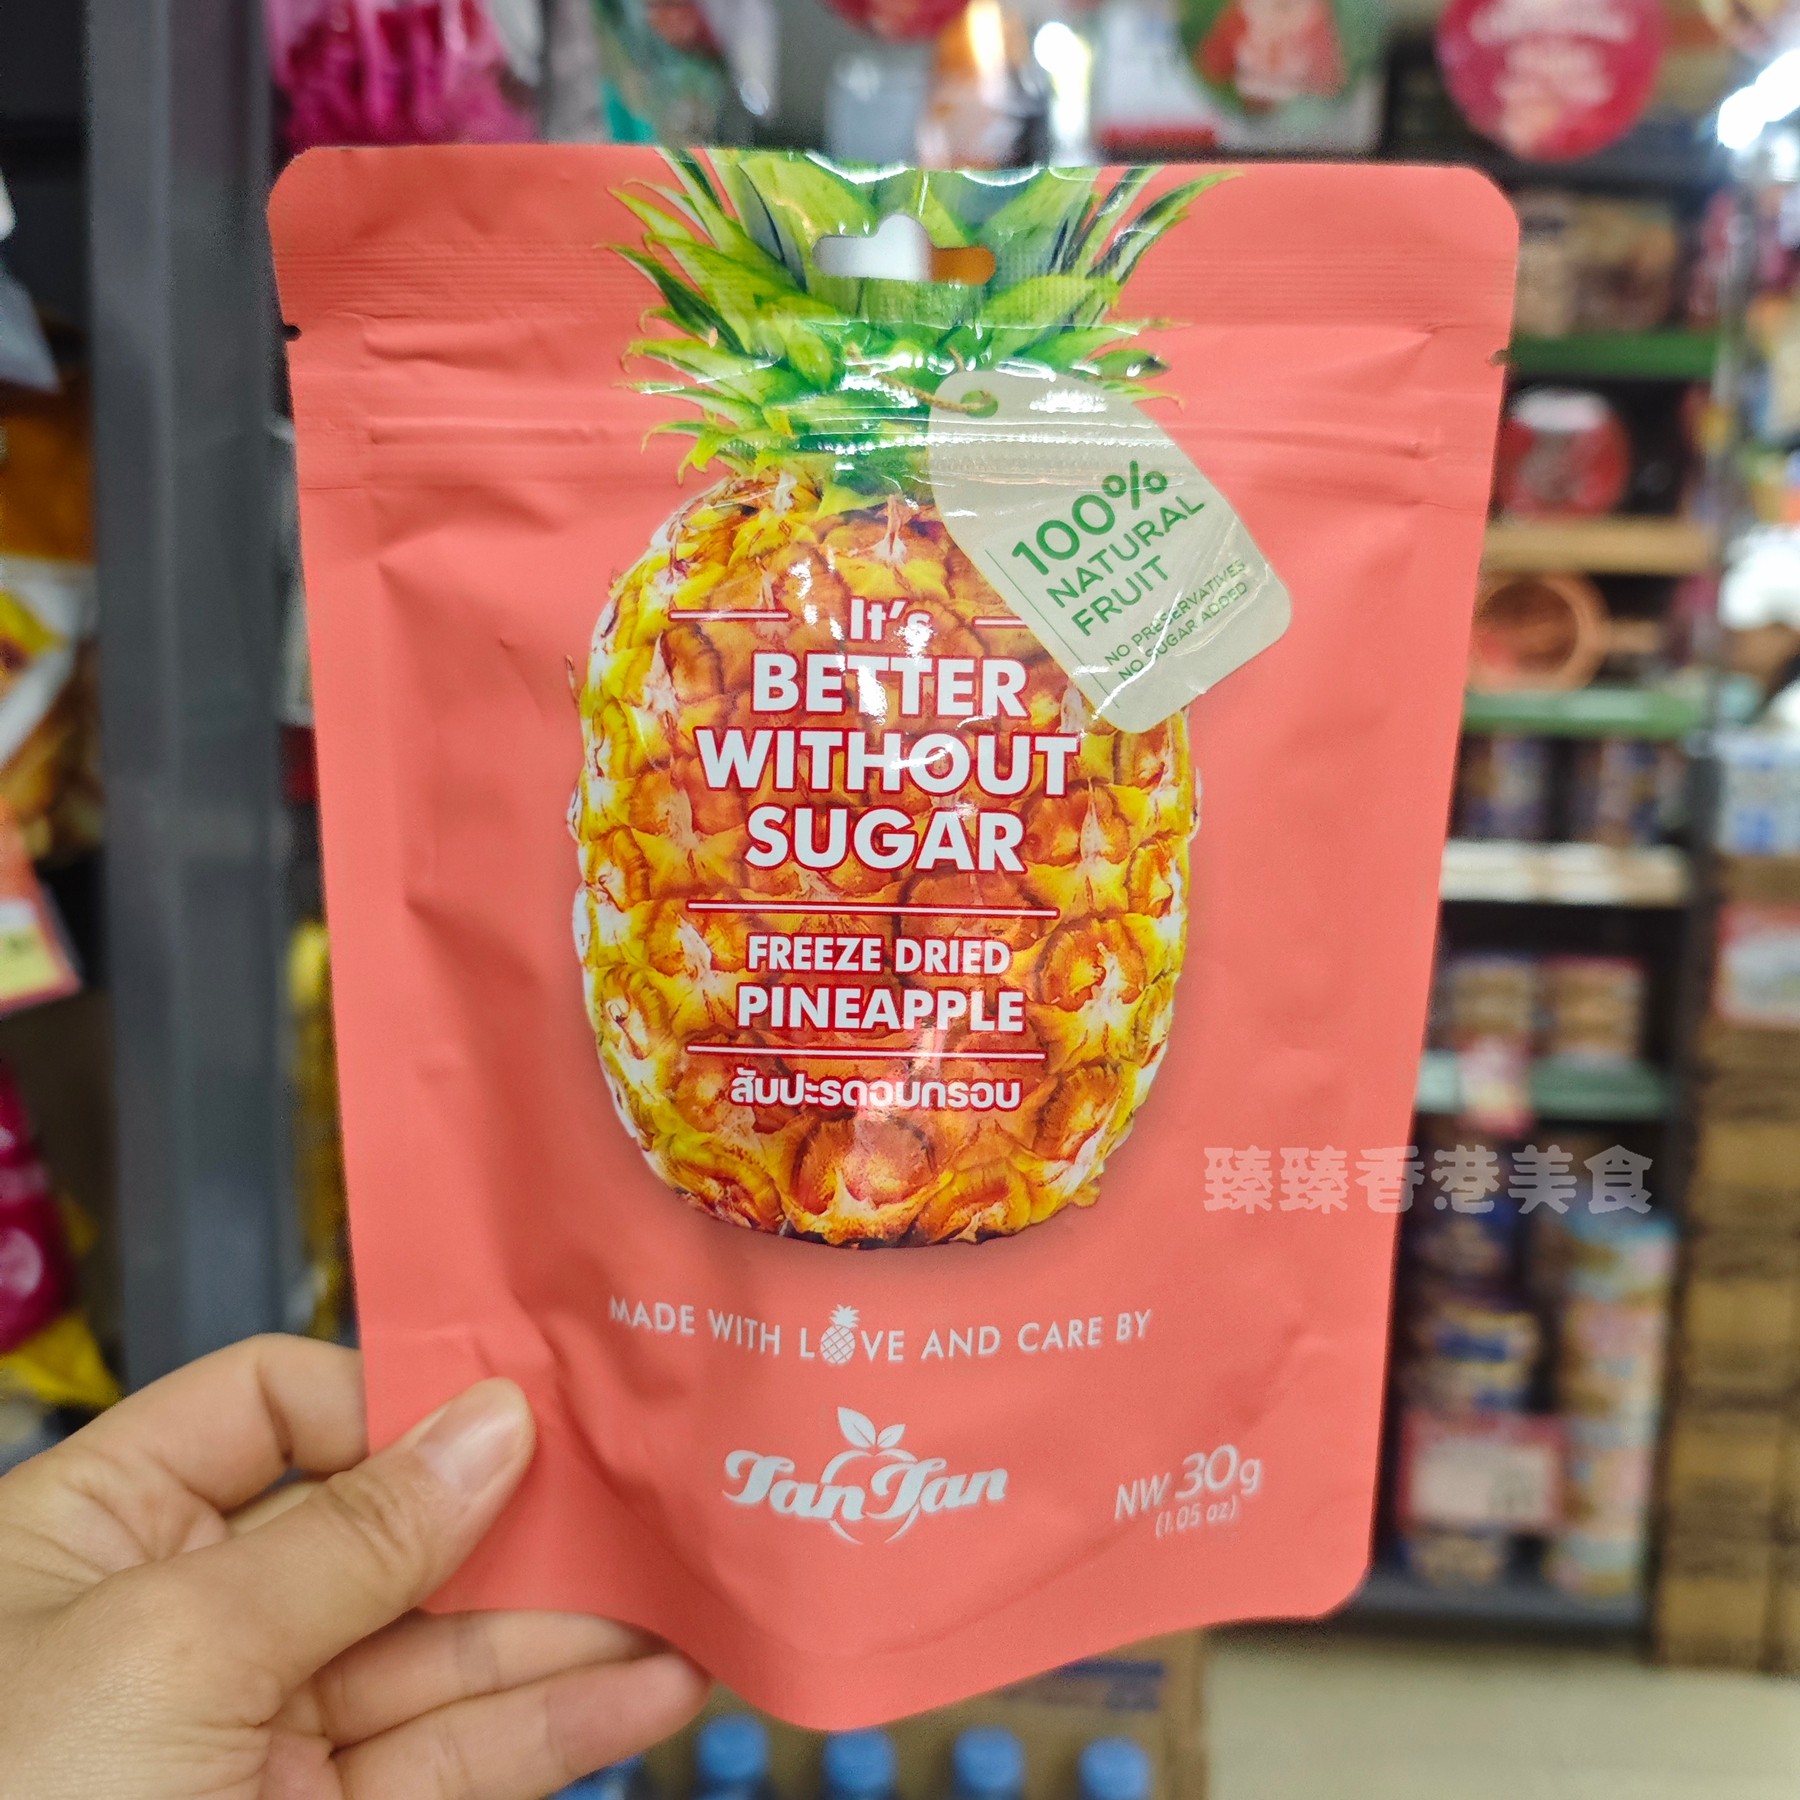 100%
NATURAL
FRUIT
NO PRESERVATIVES
NO SUGAR ADDED
It's
BETTER
WITHOUT
SUGAR
FREEZE DRIED
PINEAPPLE
สับปะรดอบกรอบ
臻臻香港美食
MADE WITH LOVE AND CARE BY
TanTan
NW 30g
(1.05 oz)